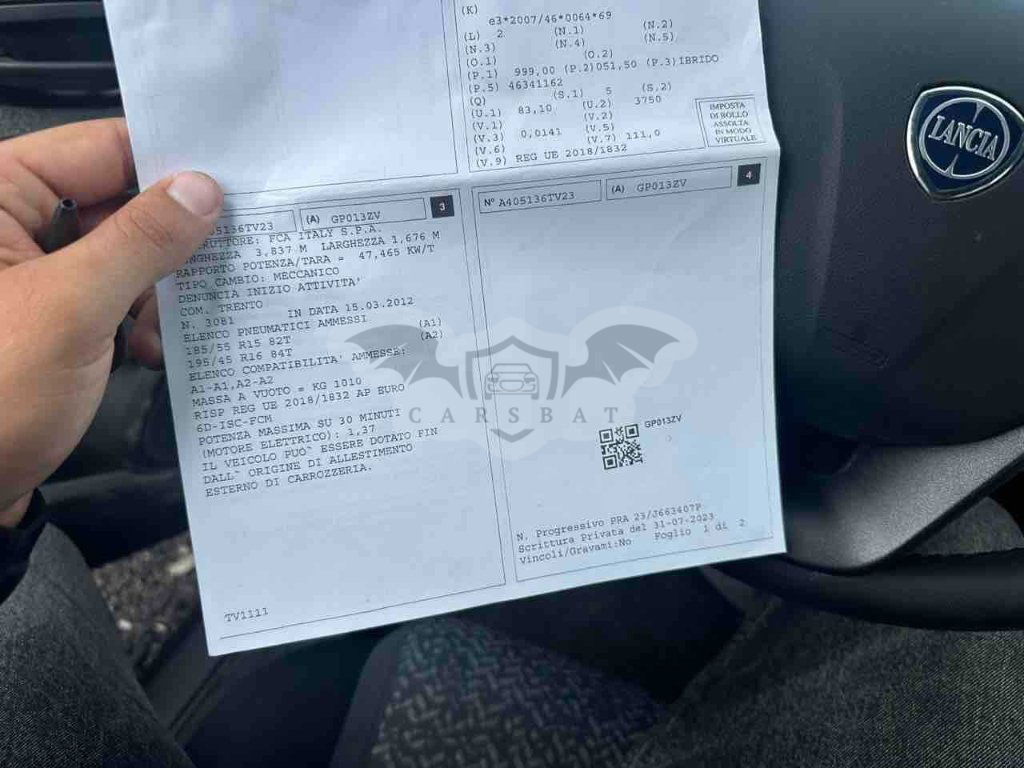 (K)
e3*2007/46*0064*69
(L) 2 (N.1) (N.2)
(N.3) (N.4) (N.5)
(O.1) (O.2)
(P.1) 999,00 (P.2)051,50 (P.3)IBRIDO
(P.5) 46341162
(Q) (S.1) 5 (S.2)
(U.1) 83,10 (U.2) 3750
(V.1) (V.2)
(V.3) 0,0141 (V.5)
(V.6) (V.7) 111,0
(V.9) REG UE 2018/1832
IMPOSTA
DI BOLLO
ASSOLTA
IN MODO
VIRTUALE
LANCIA
05136TV23 (A) GP013ZV 3
FCA ITALY S.P.A.
3,837 M LARGHEZZA 1,676 M
RAPPORTO POTENZA/TARA = 47,465 KW/T
TIPO CAMBIO: MECCANICO
DENUNCIA INIZIO ATTIVITA'
COM. TRENTO
N. 3081 IN DATA 15.03.2012
ELENCO PNEUMATICI AMMESSI
185/55 R15 82T (A1)
195/45 R16 84T (A2)
ELENCO COMPATIBILITA' AMMESSE:
A1-A1,A2-A2
MASSA A VUOTO = KG 1010
RISP REG UE 2018/1832 AP EURO
6D-ISC-FCM
POTENZA MASSIMA SU 30 MINUTI
(MOTORE ELETTRICO): 1,37
IL VEICOLO PUO' ESSERE DOTATO FIN
DALL' ORIGINE DI ALLESTIMENTO
ESTERNO DI CARROZZERIA.
TV1111
N° A405136TV23 (A) GP013ZV 4
CARSBAT
GP013ZV
N. Progressivo PRA 23/J663407P
Scrittura Privata del 31-07-2023
Vincoli/Gravami:No Foglio 1 di 2